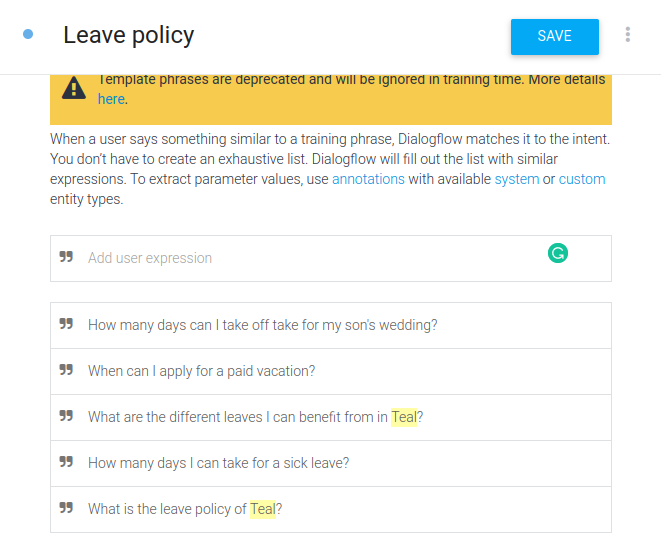 Leave policy
SAVE
Template phrases are deprecated and will be ignored in training time. More details
here.
When a user says something similar to a training phrase, Dialogflow matches it to the intent.
You don't have to create an exhaustive list. Dialogflow will fill out the list with similar
expressions. To extract parameter values, use annotations with available system or custom
entity types.
Add user expression
How many days can I take off take for my son's wedding?
When can I apply for a paid vacation?
What are the different leaves I can benefit from in Teal?
How many days I can take for a sick leave?
What is the leave policy of Teal?